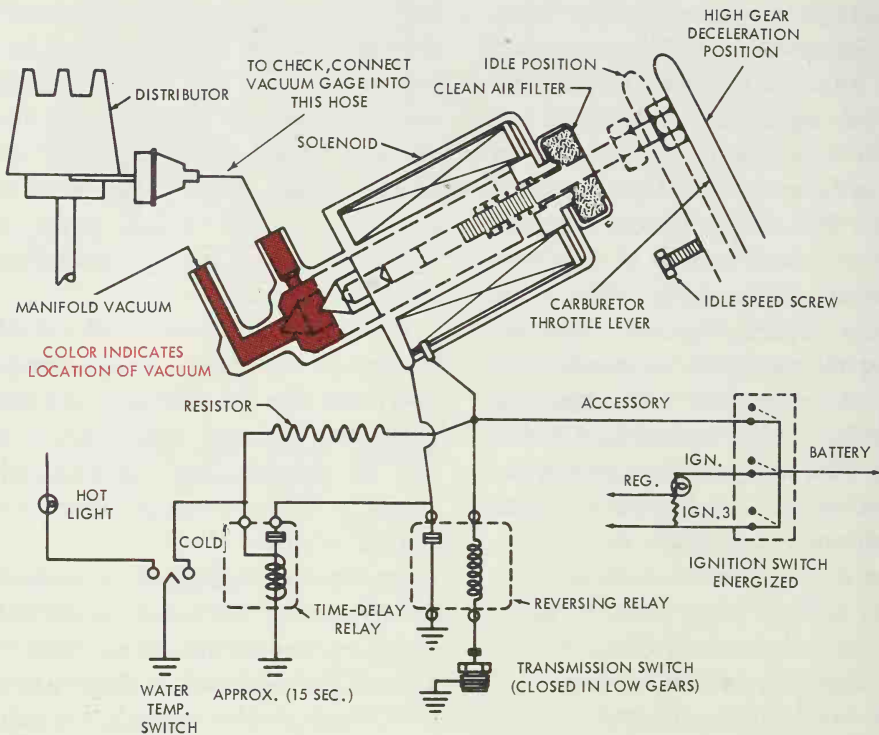 HIGH GEAR
DECELERATION
POSITION
IDLE POSITION
CLEAN AIR FILTER
TO CHECK,CONNECT
VACUUM GAGE INTO
THIS HOSE
DISTRIBUTOR
SOLENOID
MANIFOLD VACUUM
IDLE SPEED SCREW
CARBURETOR
THROTTLE LEVER
COLOR INDICATES
LOCATION OF VACUUM
RESISTOR
ACCESSORY
BATTERY
IGN.
REG.
IGN.3
HOT
LIGHT
COLD
IGNITION SWITCH
ENERGIZED
TIME-DELAY
RELAY
REVERSING RELAY
TRANSMISSION SWITCH
(CLOSED IN LOW GEARS)
WATER
TEMP.
SWITCH
APPROX. (15 SEC.)